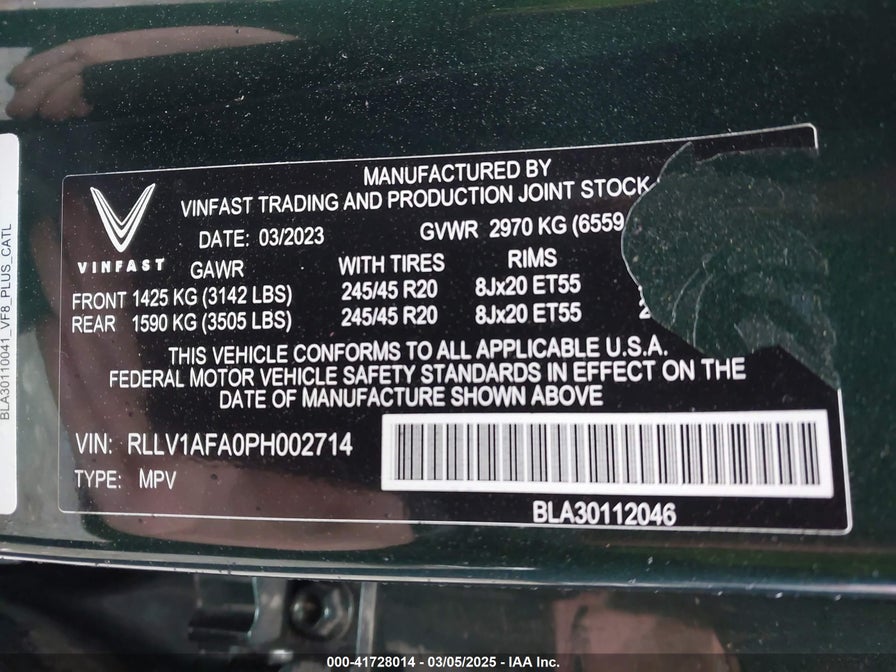 MANUFACTURED BY
VINFAST TRADING AND PRODUCTION JOINT STOCK
DATE: 03/2023 GVWR 2970 KG (6559
VINFAST
GAWR WITH TIRES RIMS
FRONT 1425 KG (3142 LBS) 245/45 R20 8Jx20 ET55
REAR 1590 KG (3505 LBS) 245/45 R20 8Jx20 ET55 2
THIS VEHICLE CONFORMS TO ALL APPLICABLE U.S.A.
FEDERAL MOTOR VEHICLE SAFETY STANDARDS IN EFFECT ON THE
DATE OF MANUFACTURE SHOWN ABOVE
VIN: RLLV1AFA0PH002714
TYPE: MPV
BLA30112046
BLA30110041_VF8_PLUS_CATL
000-41728014 - 03/05/2025 - IAA Inc.